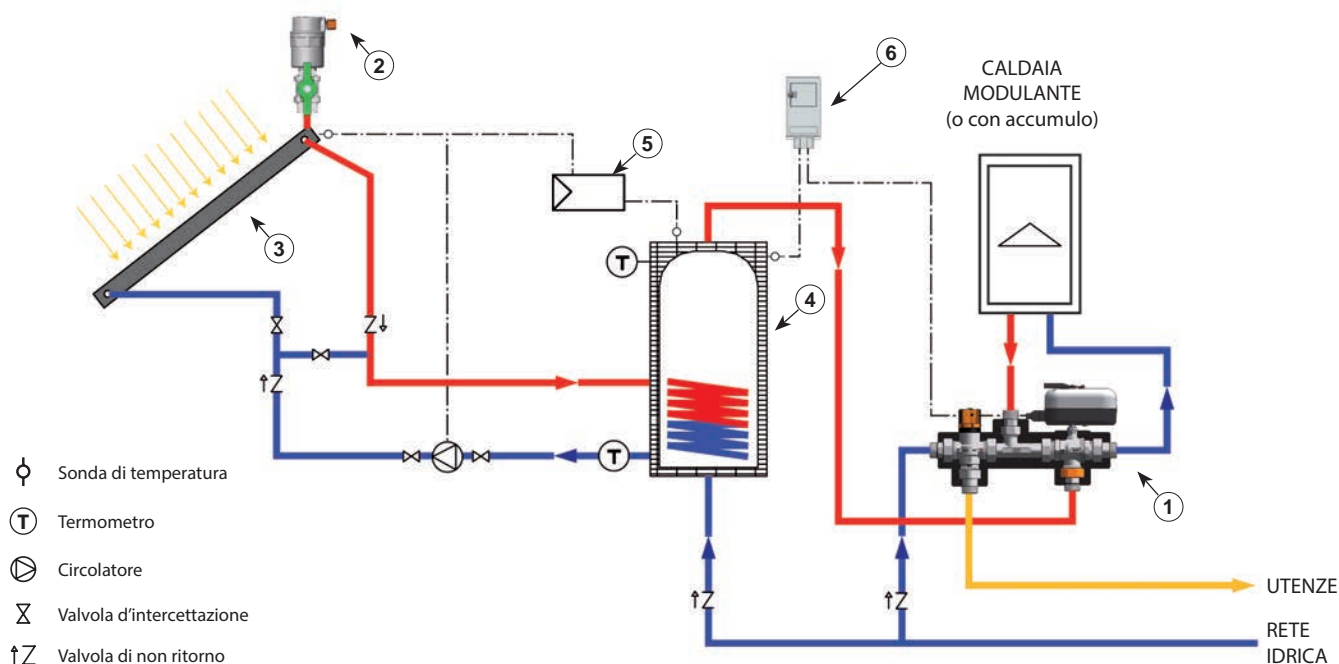 2
6
CALDAIA
MODULANTE
(o con accumulo)
5
3
T
4
Sonda di temperatura
T
1
T Termometro
Circolatore
UTENZE
Valvola d'intercettazione
RETE
IDRICA
Valvola di non ritorno